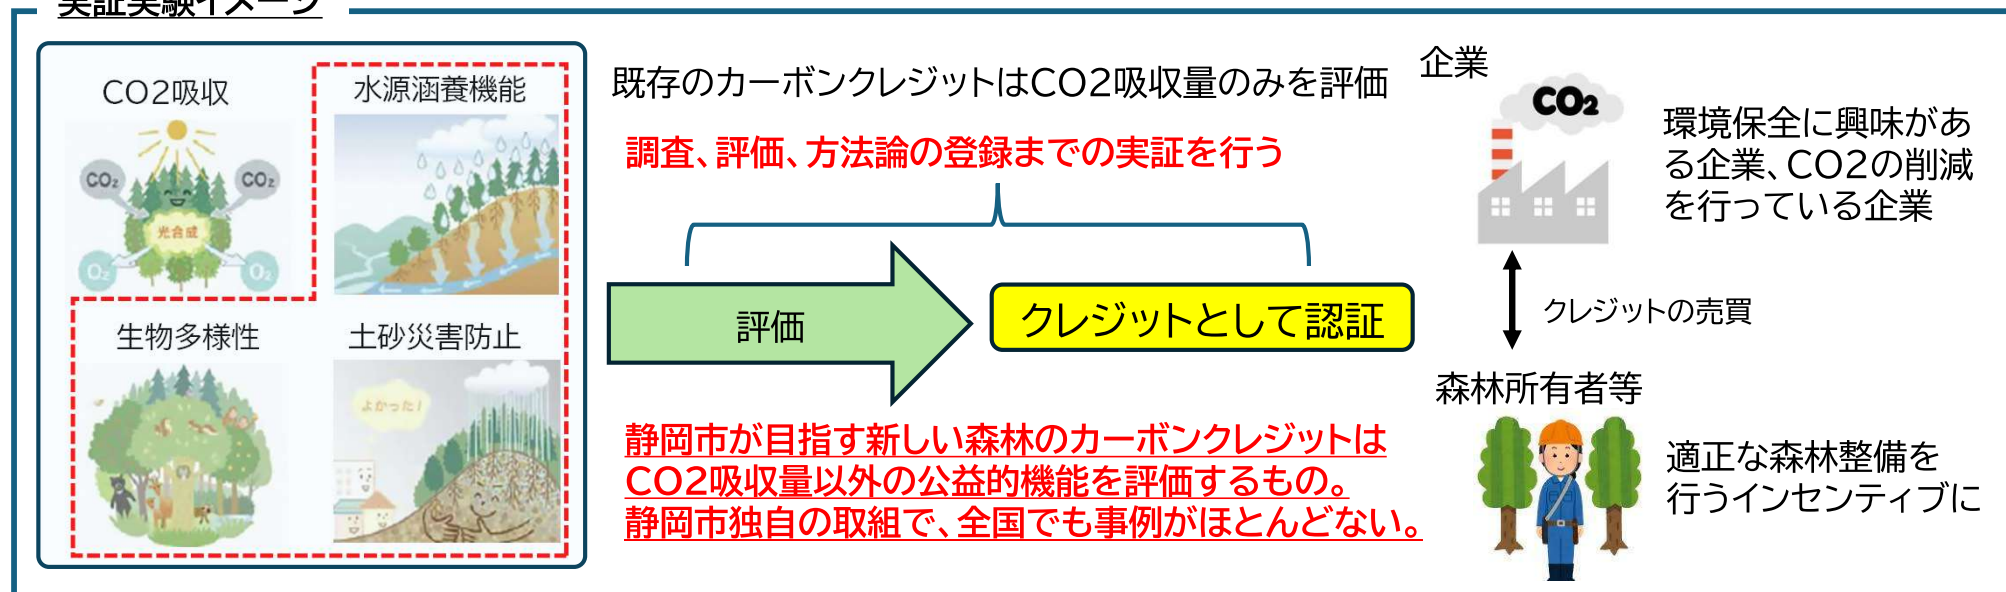 実証実験イメージ
CO2吸収
水源涵養機能
CO2
CO2
光合成
O2
O2
生物多様性
土砂災害防止
よかった!
既存のカーボンクレジットはCO2吸収量のみを評価
調査、評価、方法論の登録までの実証を行う
評価
クレジットとして認証
静岡市が目指す新しい森林のカーボンクレジットは
CO2吸収量以外の公益的機能を評価するもの。
静岡市独自の取組で、全国でも事例がほとんどない。
企業
CO2
環境保全に興味があ
る企業、CO2の削減
を行っている企業
クレジットの売買
森林所有者等
適正な森林整備を
行うインセンティブに